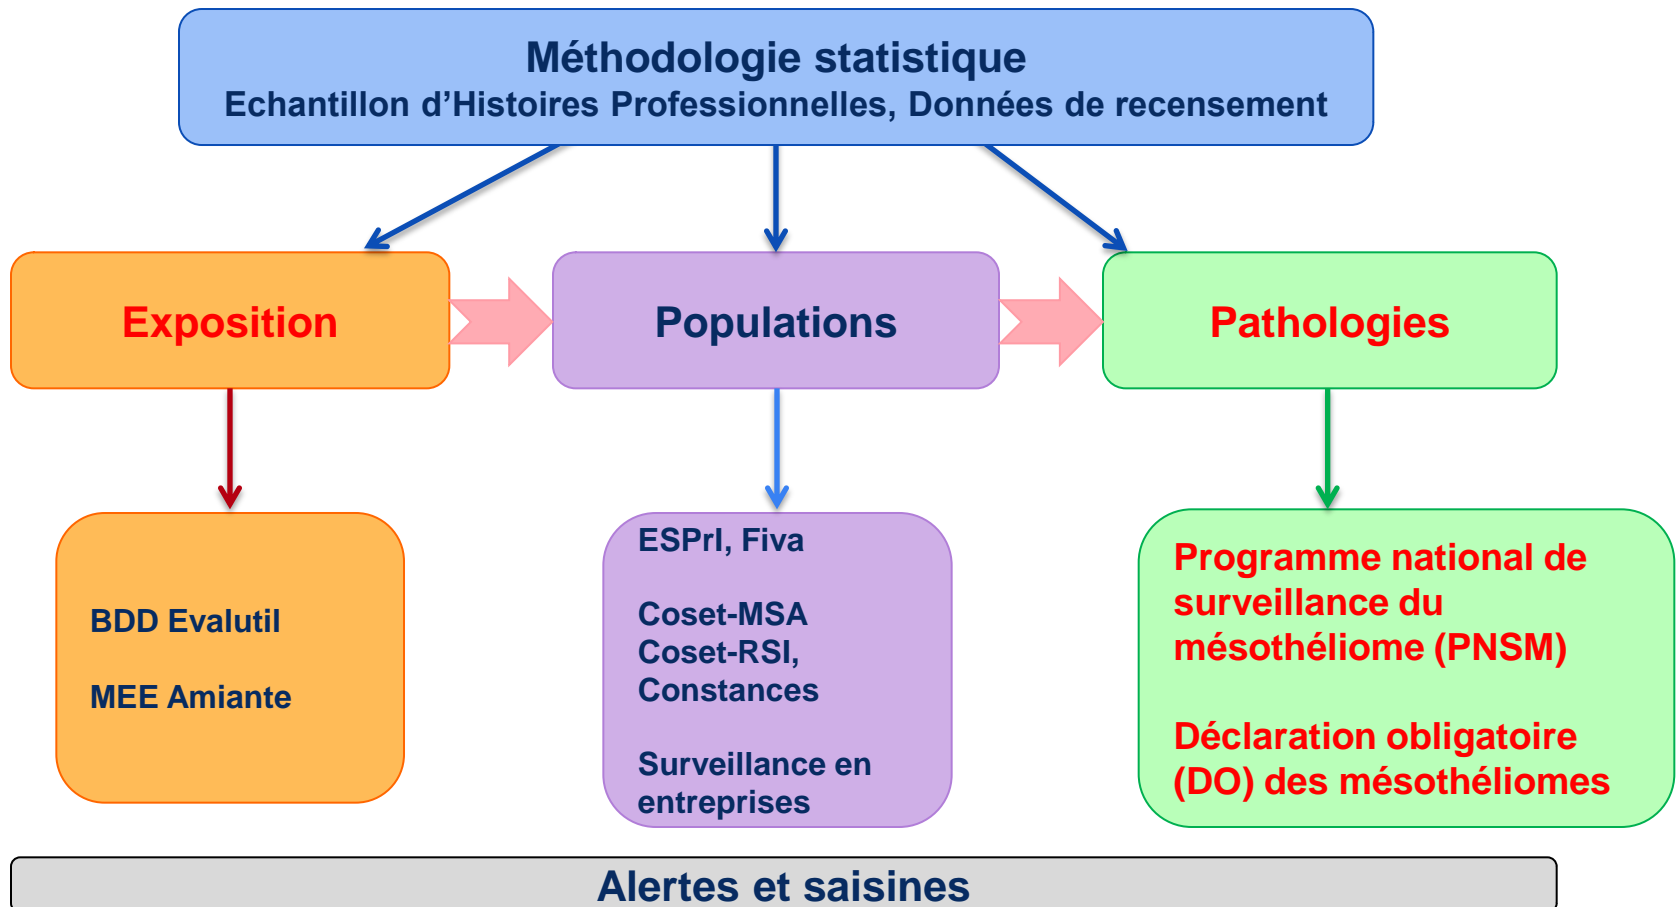 Méthodologie statistique
Echantillon d’Histoires Professionnelles, Données de recensement
Exposition
Populations
Pathologies
BDD Evalutil
MEE Amiante
ESPrI, Fiva
Coset-MSA
Coset-RSI,
Constances
Surveillance en
entreprises
Programme national de
surveillance du
mésothéliome (PNSM)
Déclaration obligatoire
(DO) des mésothéliomes
Alertes et saisines